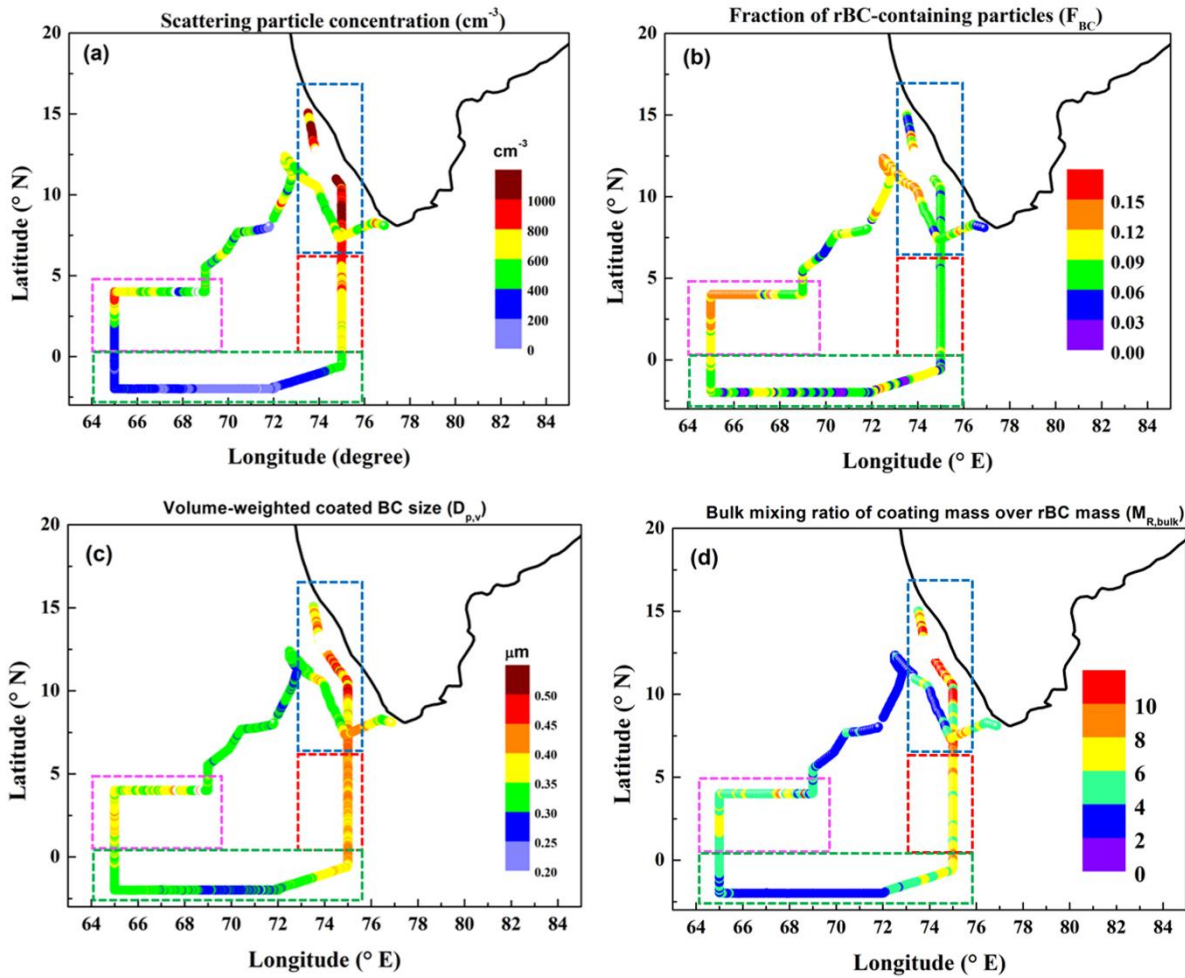 Scattering particle concentration (cm-3)
(a)
20
15
10
5
0
Latitude (° N)
cm-3
1000
800
600
400
200
0
64 66 68 70 72 74 76 78 80 82 84
Longitude (degree)
Fraction of rBC-containing particles (FBC)
(b)
20
15
10
5
0
Latitude (° N)
0.15
0.12
0.09
0.06
0.03
0.00
64 66 68 70 72 74 76 78 80 82 84
Longitude (° E)
Volume-weighted coated BC size (Dp,v)
(c)
20
15
10
5
0
Latitude (° N)
μm
0.50
0.45
0.40
0.35
0.30
0.25
0.20
64 66 68 70 72 74 76 78 80 82 84
Longitude (° E)
Bulk mixing ratio of coating mass over rBC mass (MR,bulk)
(d)
20
15
10
5
0
Latitude (° N)
10
8
6
4
2
0
64 66 68 70 72 74 76 78 80 82 84
Longitude (° E)